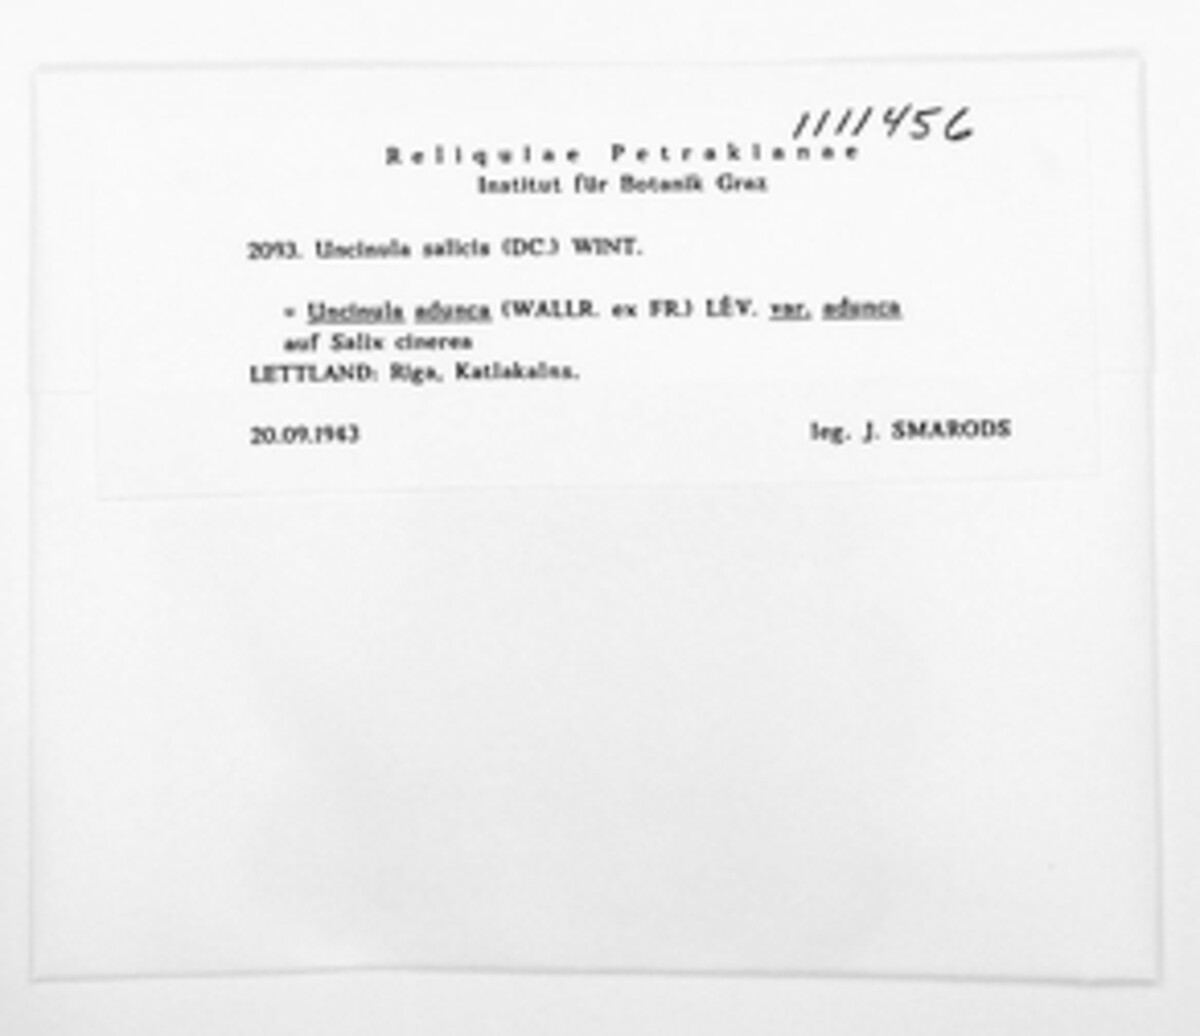 1111456
Reliquiae Petrakianae
Institut für Botanik Graz
2093. Uncinula salicis (DC.) WINT.
= Uncinula adunca (WALLR. ex FR.) LÉV. var. adunca
auf Salix cinerea
LETTLAND: Riga, Katlakalns.
20.09.1943
leg. J. SMARODS